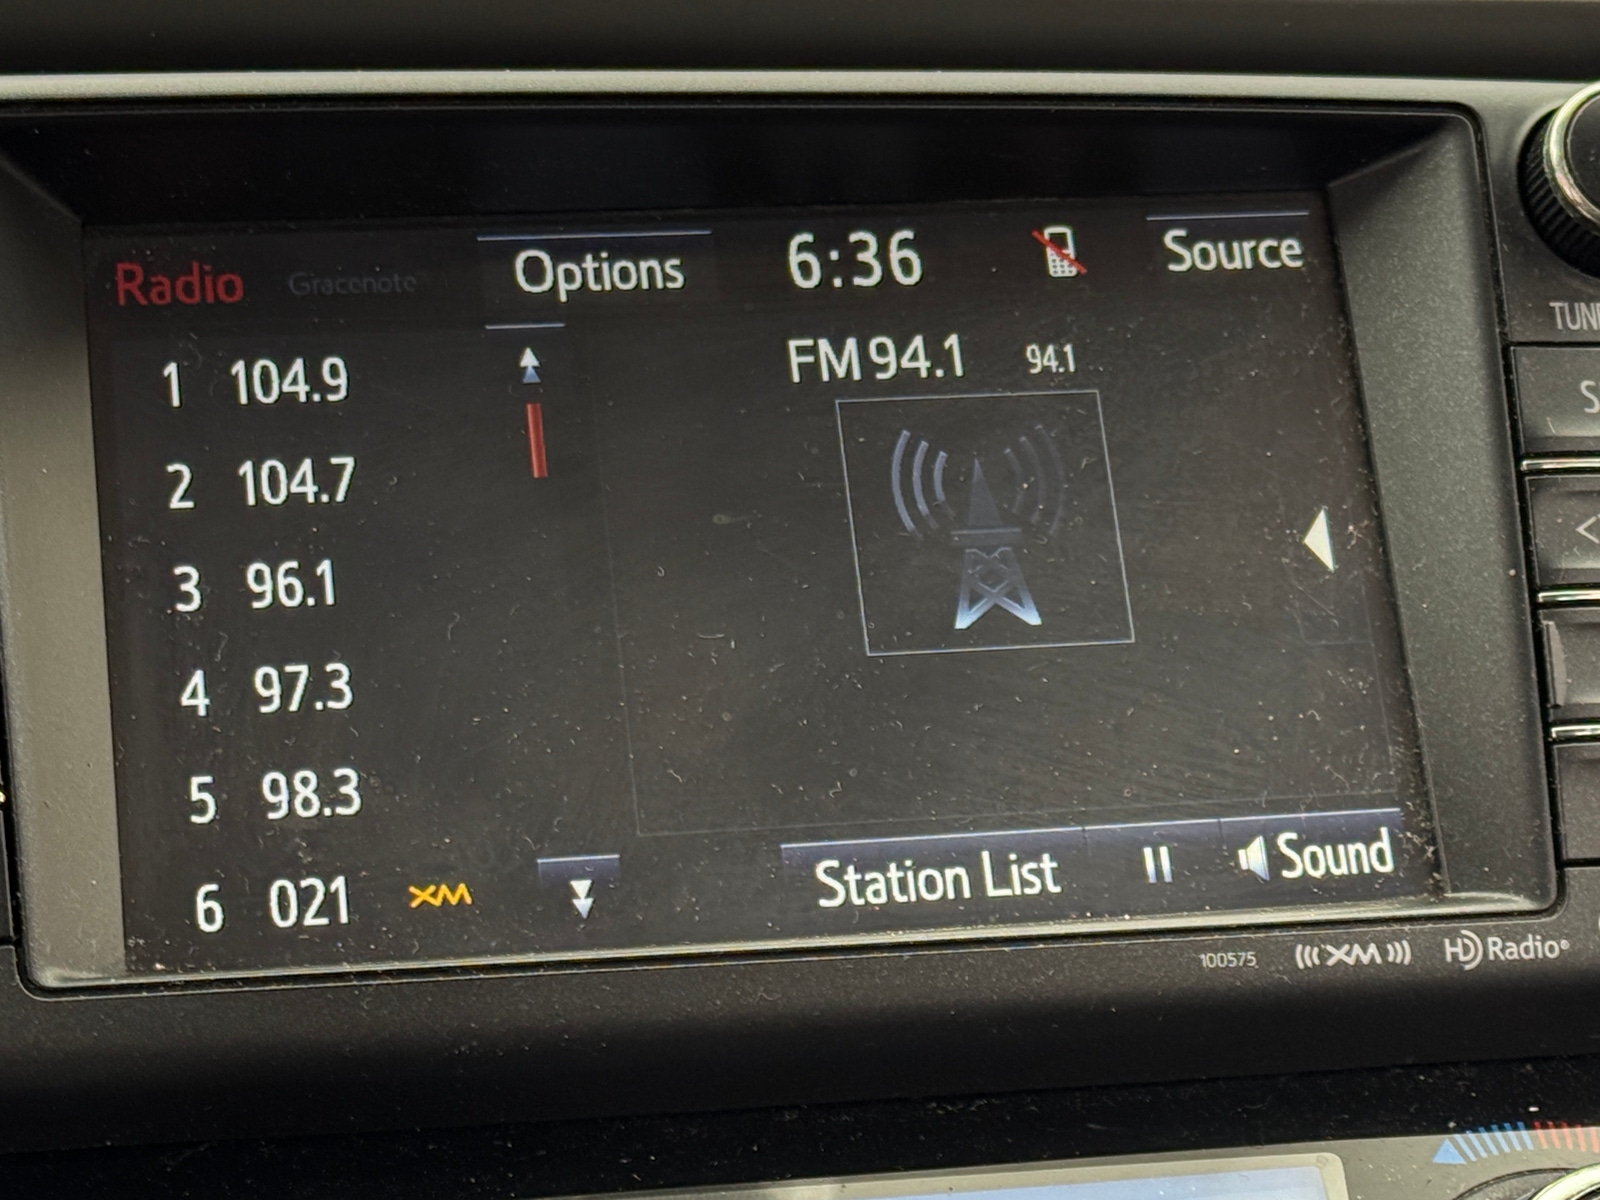 Radio Gracenote Options 6:36 Source
FM 94.1 94.1
1 104.9
2 104.7
3 96.1
4 97.3
5 98.3
6 021 XM
Station List Sound
100575 XM HD Radio®